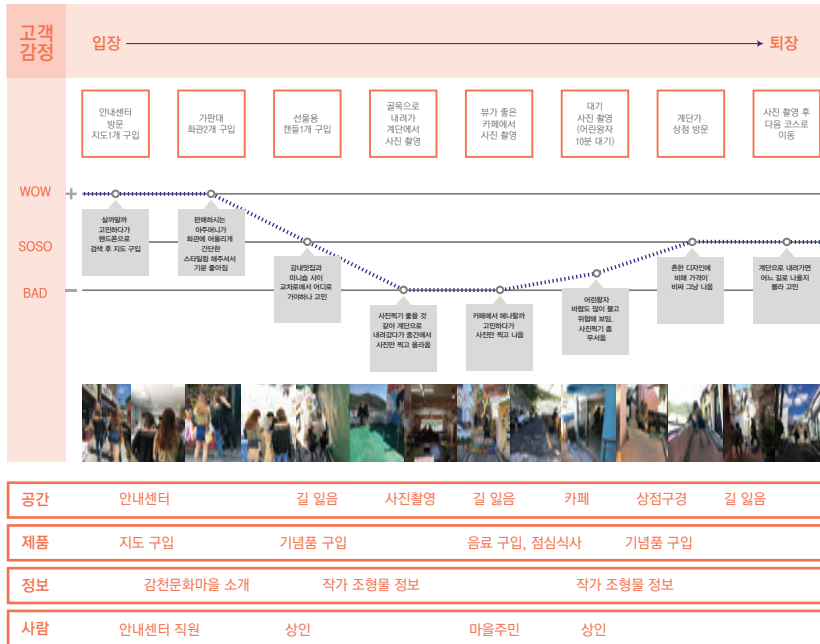 고객
감정
입장
퇴장
안내센터
방문
지도1개 구입
가판대
화관2개 구입
선물용
캔들1개 구입
골목으로
내려가
계단에서
사진 촬영
뷰가 좋은
카페에서
사진 촬영
대기
사진 촬영
(어린왕자
10분 대기)
계단가
상점 방문
사진 촬영 후
다음 코스로
이동
WOW
SOSO
BAD
살까말까
고민하다가
핸드폰으로
검색 후 지도 구입
판매하시는
아주머니가
화관에 어울리게
간단한
스타일링 해주셔서
기분 좋아짐
감내맛집과
미니숍 사이
교차로에서 어디로
가야하나 고민
사진찍기 좋을 것
같아 계단으로
내려갔다가 중간에서
사진만 찍고 올라옴
카페에서 헤나할까
고민하다가
사진만 찍고 나옴
어린왕자
바람도 많이 불고
위험해 보임,
사진찍기 좀
무서움
흔한 디자인에
비해 가격이
비싸 그냥 나옴
계단으로 내려가면
어느 길로 나올지
몰라 고민
공간 안내센터 길 잃음 사진촬영 길 잃음 카페 상점구경 길 잃음
제품 지도 구입 기념품 구입 음료 구입, 점심식사 기념품 구입
정보 감천문화마을 소개 작가 조형물 정보 작가 조형물 정보
사람 안내센터 직원 상인 마을주민 상인